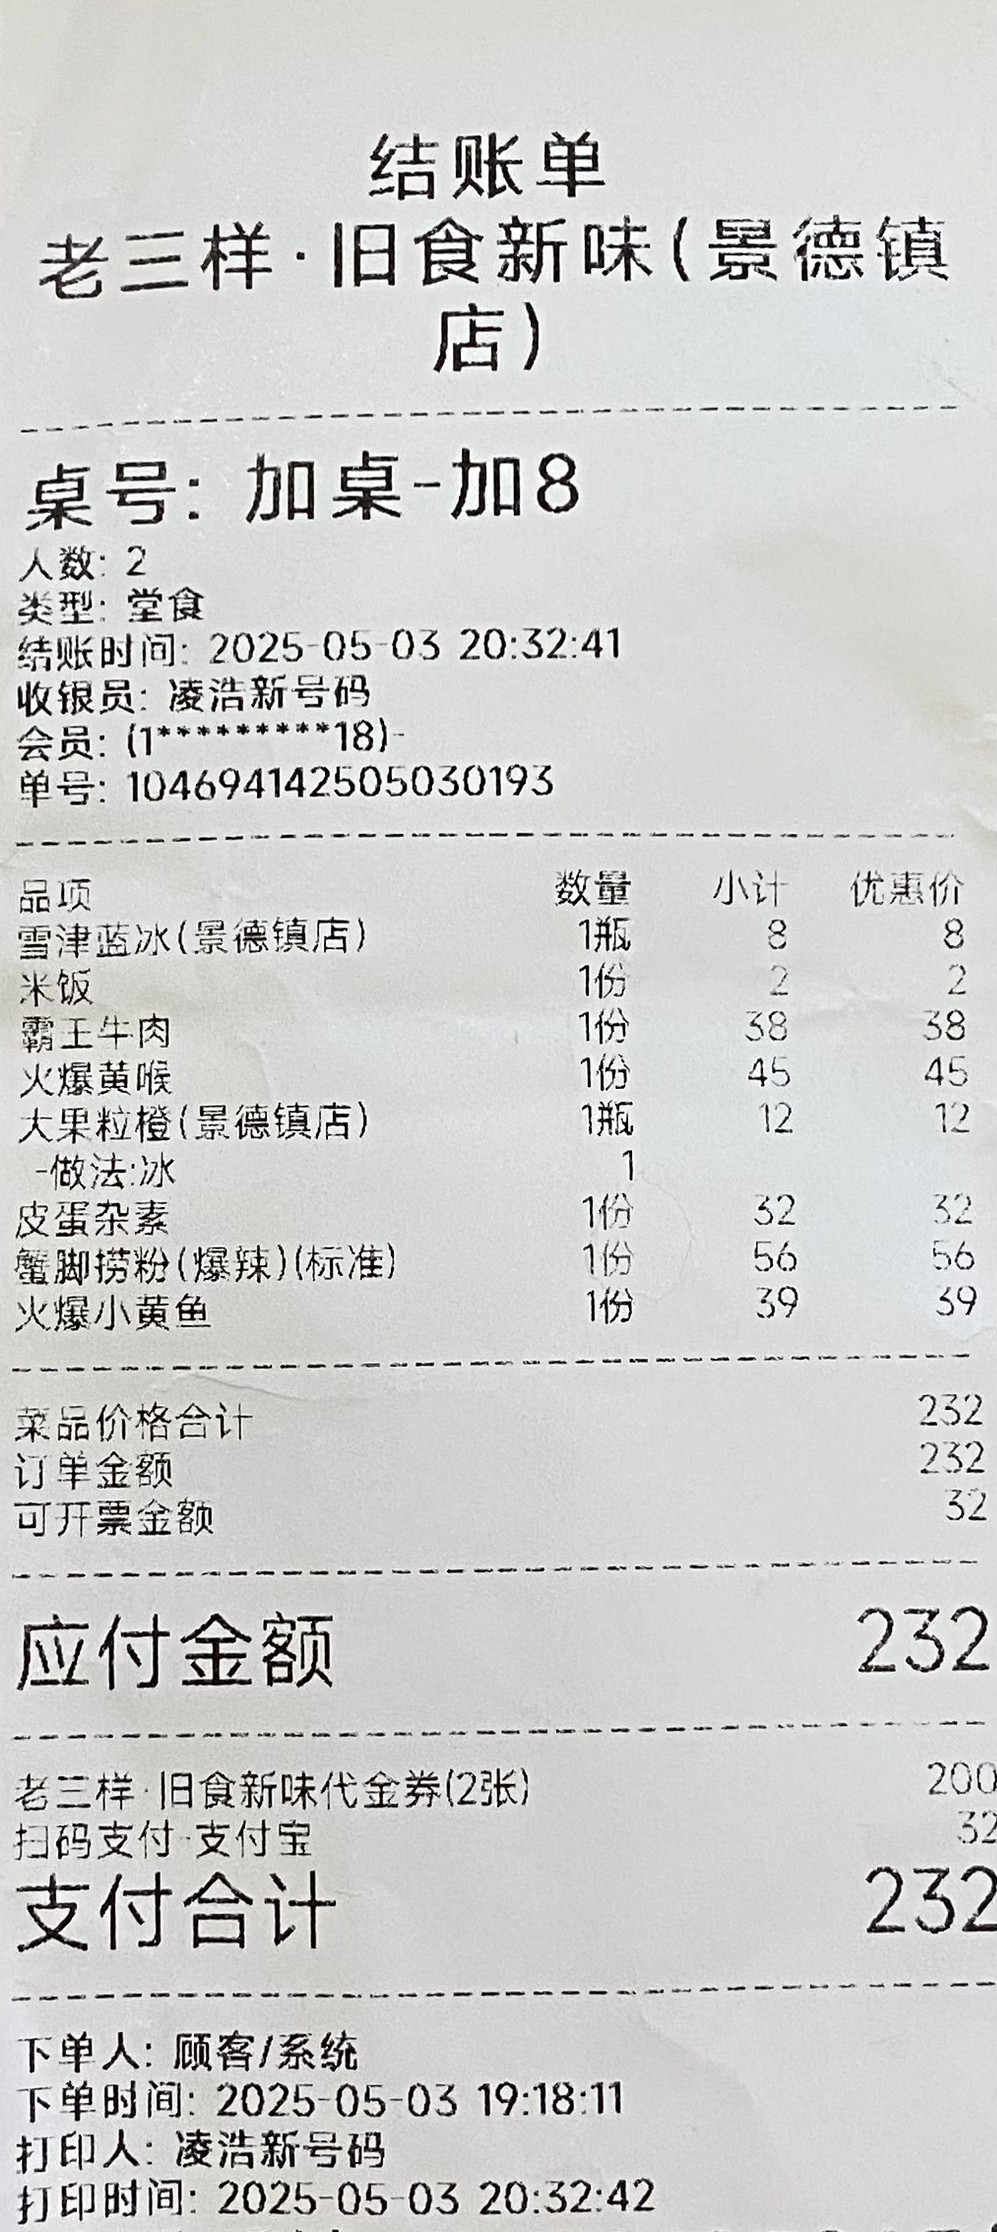 结账单
老三样·旧食新味(景德镇
店)
桌号: 加桌-加8
人数: 2
类型: 堂食
结账时间: 2025-05-03 20:32:41
收银员: 凌浩新号码
会员: (1*********18)-
单号: 104694142505030193
品项 数量 小计 优惠价
雪津蓝冰(景德镇店) 1瓶 8 8
米饭 1份 2 2
霸王牛肉 1份 38 38
火爆黄喉 1份 45 45
大果粒橙(景德镇店) 1瓶 12 12
-做法:冰 1
皮蛋杂素 1份 32 32
蟹脚捞粉(爆辣)(标准) 1份 56 56
火爆小黄鱼 1份 39 39
菜品价格合计 232
订单金额 232
可开票金额 32
应付金额 232
老三样·旧食新味代金券(2张) 200
扫码支付-支付宝 32
支付合计 232
下单人: 顾客/系统
下单时间: 2025-05-03 19:18:11
打印人: 凌浩新号码
打印时间: 2025-05-03 20:32:42